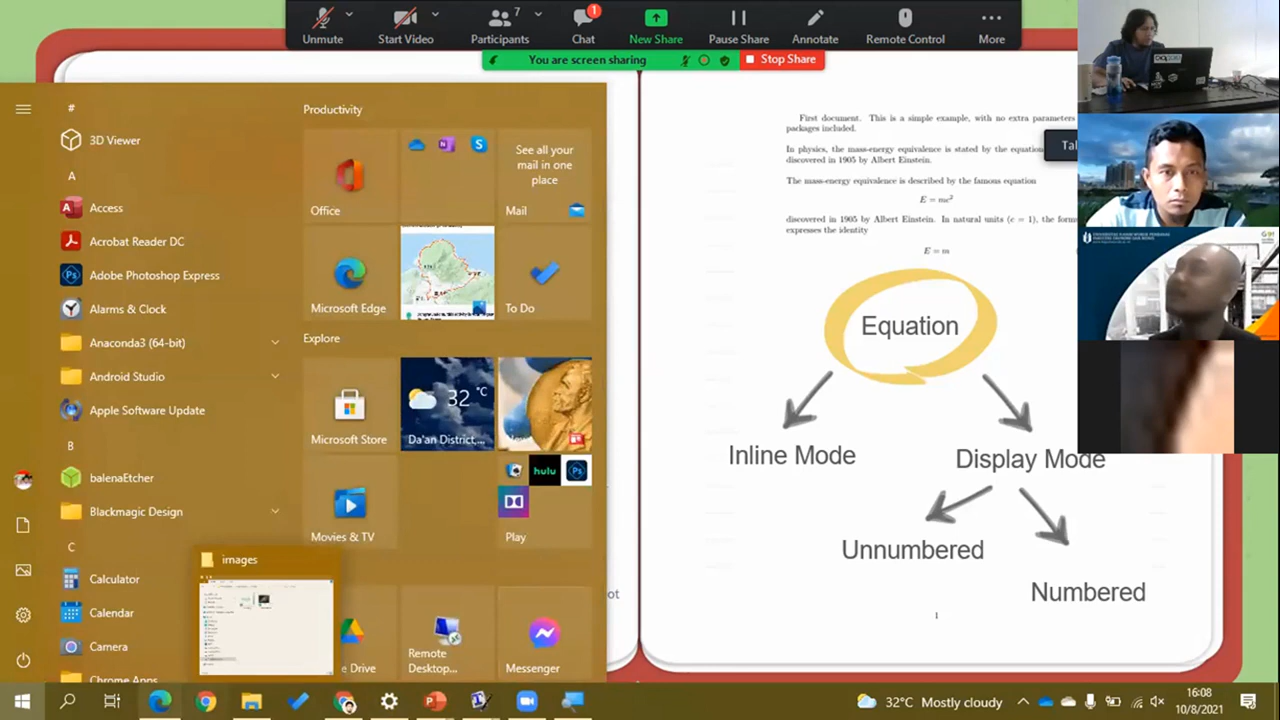 7
1
Unmute
Start Video
Participants
Chat
New Share
Pause Share
Annotate
Remote Control
More
You are screen sharing
Stop Share
#
3D Viewer
A
Access
Acrobat Reader DC
Adobe Photoshop Express
Alarms & Clock
Anaconda3 (64-bit)
Android Studio
Apple Software Update
B
balenaEtcher
Blackmagic Design
C
Calculator
Calendar
Camera
Chrome Apps
Productivity
Office
See all your
mail in one
place
Mail
Microsoft Edge
To Do
Explore
Microsoft Store
32 °C
Da'an District,...
News
hulu
Movies & TV
Play
images
e Drive
Remote
Desktop...
Messenger
ot
First document. This is a simple example, with no extra parameters
packages included.
In physics, the mass-energy equivalence is stated by the equation
discovered in 1905 by Albert Einstein.
The mass-energy equivalence is described by the famous equation
E = mc²
discovered in 1905 by Albert Einstein. In natural units (c = 1), the form
expresses the identity
E = m
Tal
Equation
Inline Mode
Display Mode
Unnumbered
Numbered
1
32°C Mostly cloudy
16:08
10/8/2021